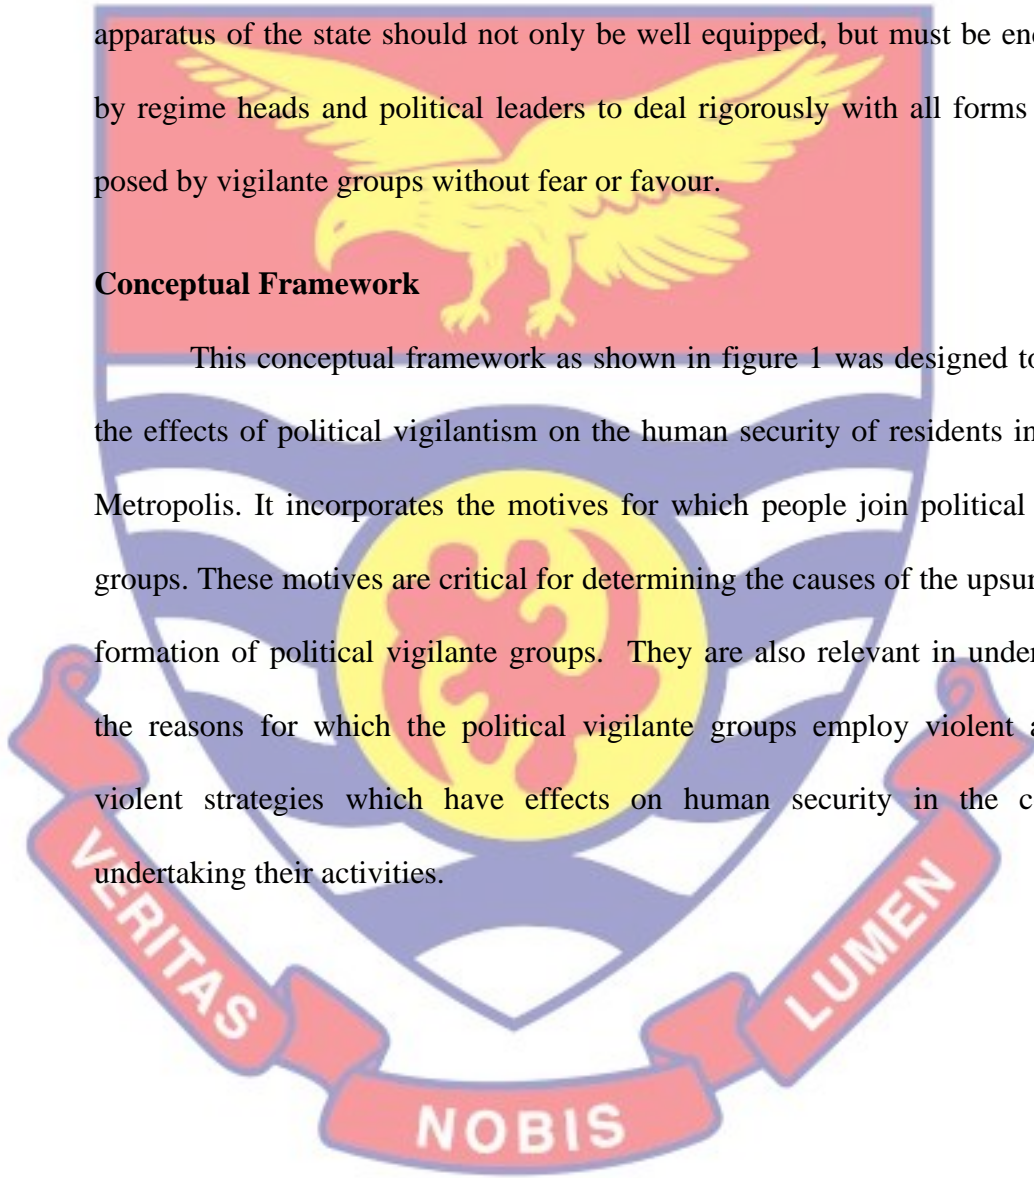 apparatus of the state should not only be well equipped, but must be
by regime heads and political leaders to deal rigorously with all forms
posed by vigilante groups without fear or favour.
Conceptual Framework
This conceptual framework as shown in figure 1 was designed to
the effects of political vigilantism on the human security of residents in
Metropolis. It incorporates the motives for which people join political
groups. These motives are critical for determining the causes of the
formation of political vigilante groups. They are also relevant in
the reasons for which the political vigilante groups employ violent
violent strategies which have effects on human security in the
undertaking their activities.
VERITAS
NOBIS
LUMEN